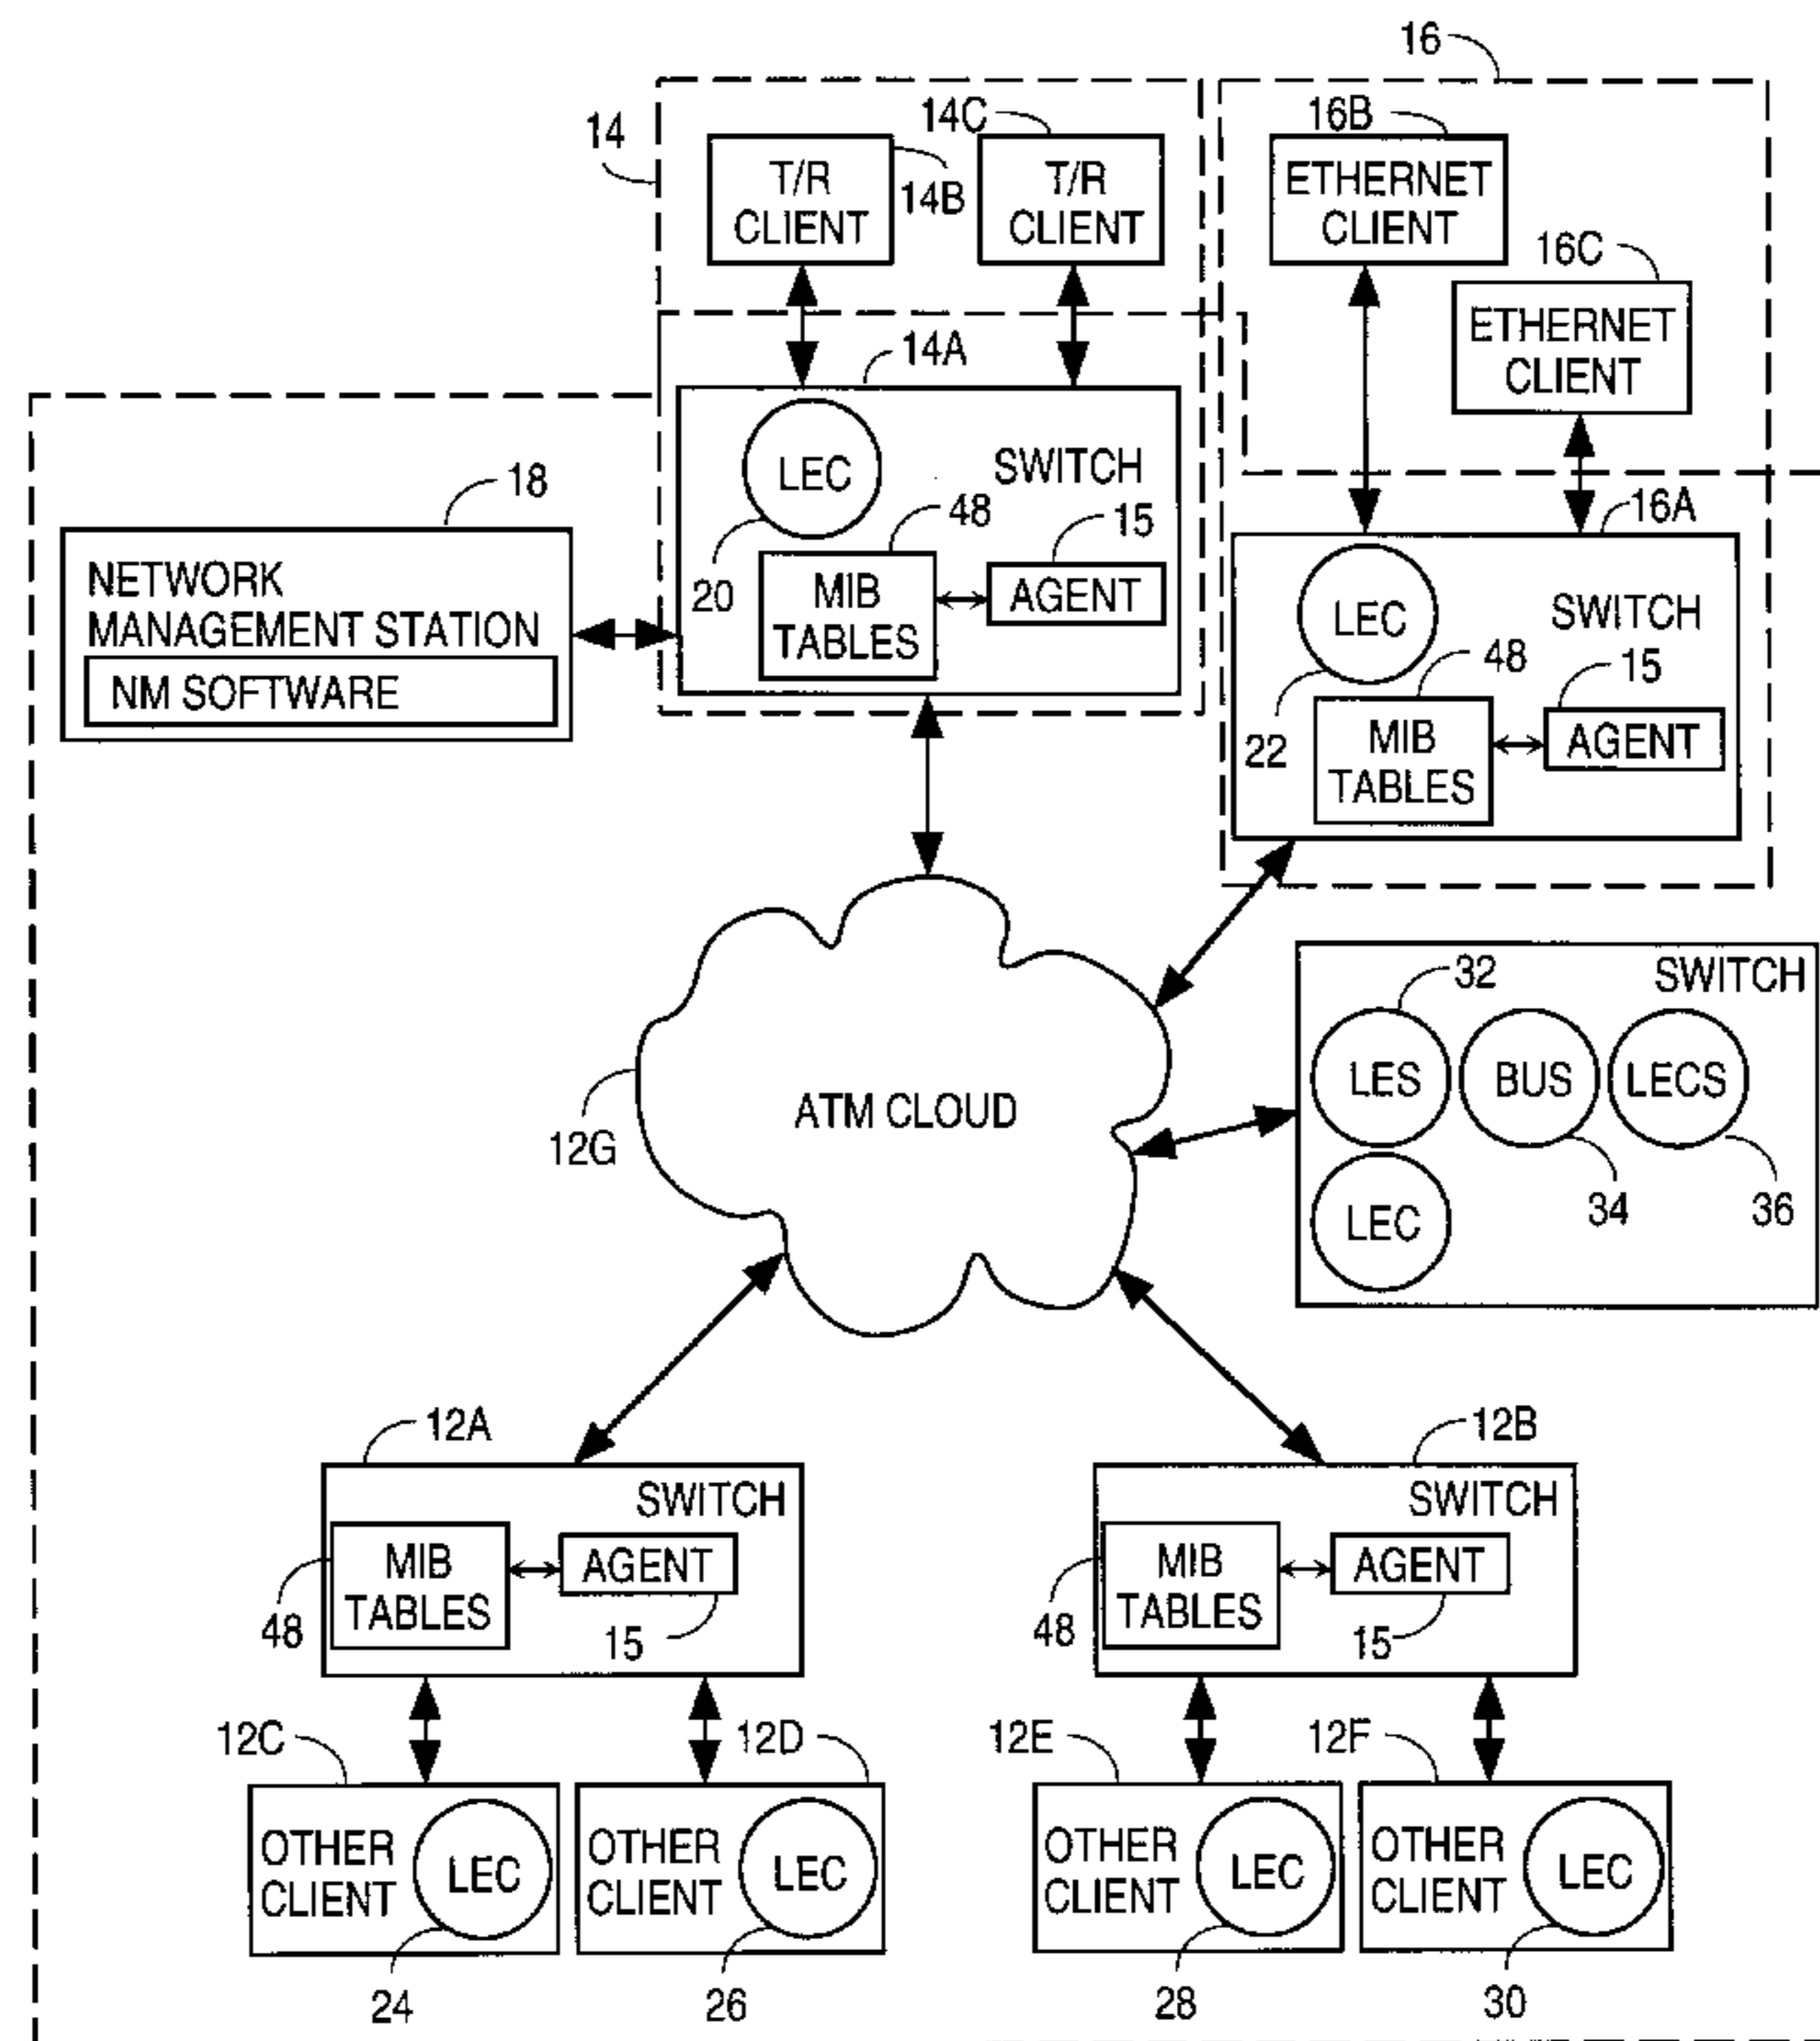 16
14
14B
14C
16B
T/R
CLIENT
T/R
CLIENT
ETHERNET
CLIENT
16C
ETHERNET
CLIENT
14A
LEC
SWITCH
20
48
15
MIB
TABLES
AGENT
18
NETWORK
MANAGEMENT STATION
NM SOFTWARE
16A
LEC
SWITCH
22
48
15
MIB
TABLES
AGENT
ATM CLOUD
12G
SWITCH
32
LES
BUS
LECS
34
36
LEC
12A
SWITCH
MIB
TABLES
AGENT
48
15
12B
SWITCH
MIB
TABLES
AGENT
48
15
12C
12D
12E
12F
OTHER
CLIENT
LEC
OTHER
CLIENT
LEC
OTHER
CLIENT
LEC
OTHER
CLIENT
LEC
24
26
28
30